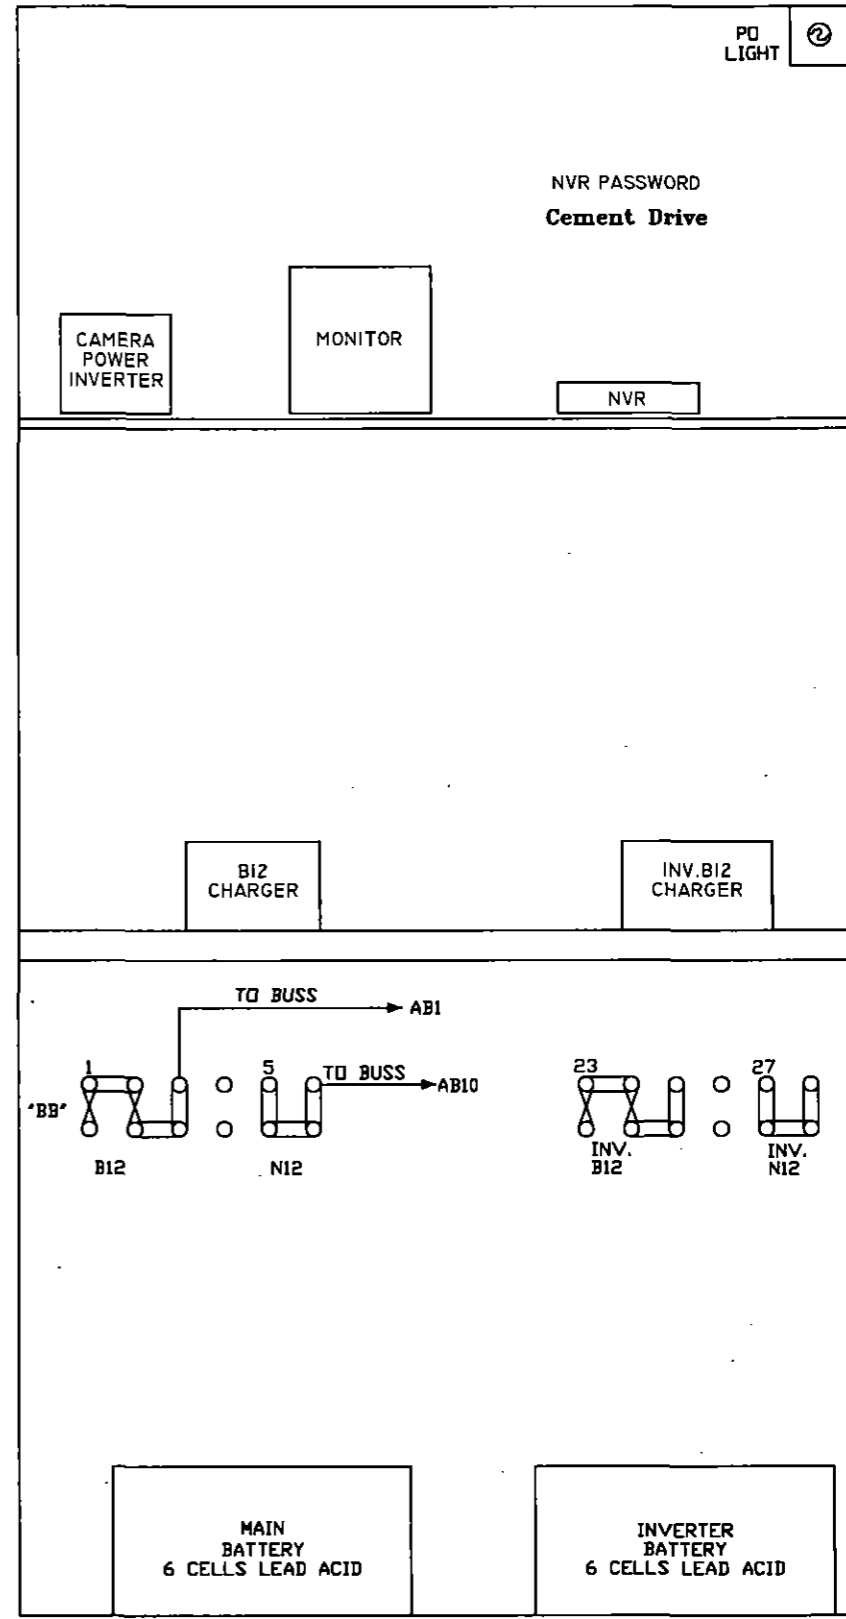 PO
LIGHT
NVR PASSWORD
Cement Drive
CAMERA
POWER
INVERTER
MONITOR
NVR
B12
CHARGER
INV.B12
CHARGER
TO BUSS
AB1
1
5
TO BUSS
AB10
23
27
"BB"
B12
N12
INV.
B12
INV.
N12
MAIN
BATTERY
6 CELLS LEAD ACID
INVERTER
BATTERY
6 CELLS LEAD ACID